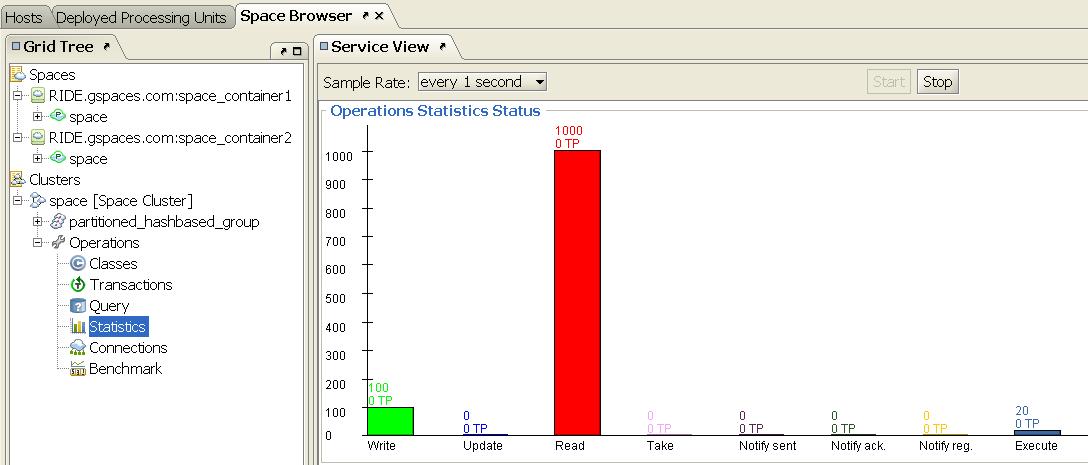 Hosts Deployed Processing Units Space Browser
Grid Tree
Spaces
RIDE.gspaces.com:space_container1
space
RIDE.gspaces.com:space_container2
space
Clusters
space [Space Cluster]
partitioned_hashbased_group
Operations
Classes
Transactions
Query
Statistics
Connections
Benchmark
Service View
Sample Rate: every 1 second Start Stop
Operations Statistics Status
1000
900
800
700
600
500
400
300
200
100
0
100
0 TP
Write
0
0 TP
Update
1000
0 TP
Read
0
0 TP
Take
0
0 TP
Notify sent
0
0 TP
Notify ack.
0
0 TP
Notify reg.
20
0 TP
Execute